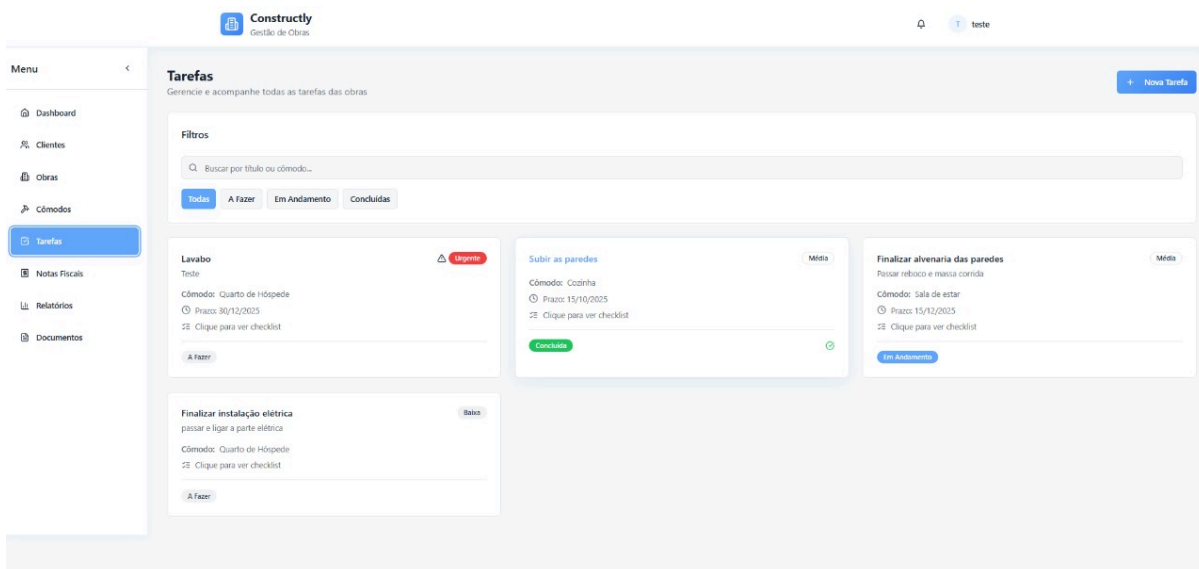 Constructly
Gestão de Obras
T teste
Menu
Dashboard
Clientes
Obras
Cômodos
Tarefas
Notas Fiscais
Relatórios
Documentos
Tarefas
Gerencie e acompanhe todas as tarefas das obras
+ Nova Tarefa
Filtros
Buscar por título ou cômodo...
Todas A Fazer Em Andamento Concluídas
Lavabo Urgente
Teste
Cômodo: Quarto de Hóspede
Prazo: 30/12/2025
Clique para ver checklist
A Fazer
Subir as paredes Média
Cômodo: Cozinha
Prazo: 15/10/2025
Clique para ver checklist
Concluída
Finalizar alvenaria das paredes Média
Passar reboco e massa corrida
Cômodo: Sala de estar
Prazo: 15/12/2025
Clique para ver checklist
Em Andamento
Finalizar instalação elétrica Baixa
passar e ligar a parte elétrica
Cômodo: Quarto de Hóspede
Clique para ver checklist
A Fazer